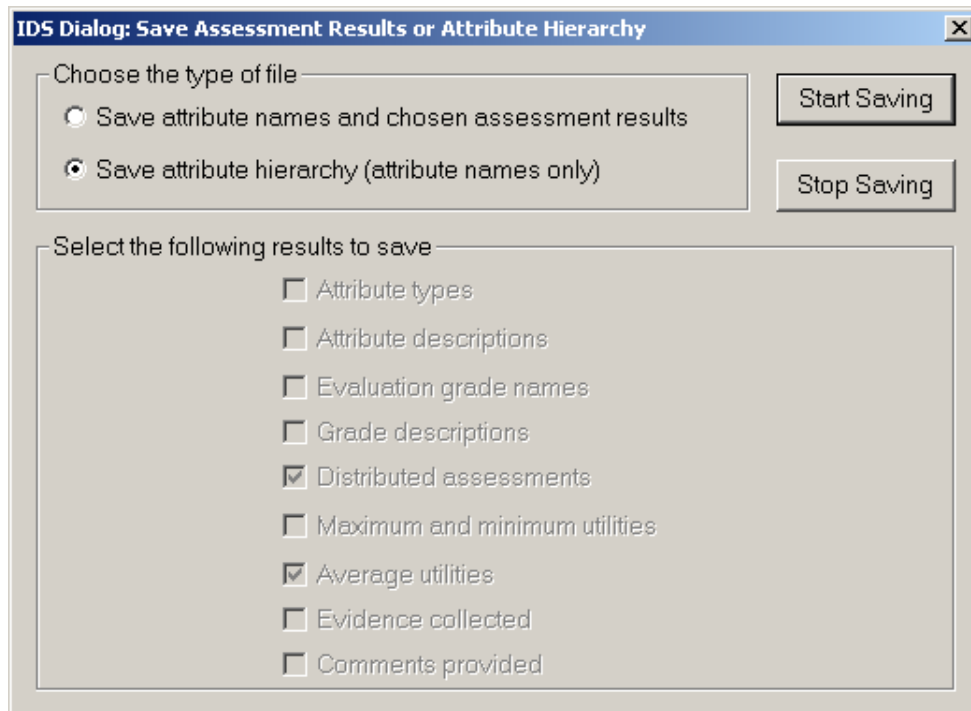 IDS Dialog: Save Assessment Results or Attribute Hierarchy
Choose the type of file
Save attribute names and chosen assessment results
Save attribute hierarchy (attribute names only)
Start Saving
Stop Saving
Select the following results to save
Attribute types
Attribute descriptions
Evaluation grade names
Grade descriptions
Distributed assessments
Maximum and minimum utilities
Average utilities
Evidence collected
Comments provided